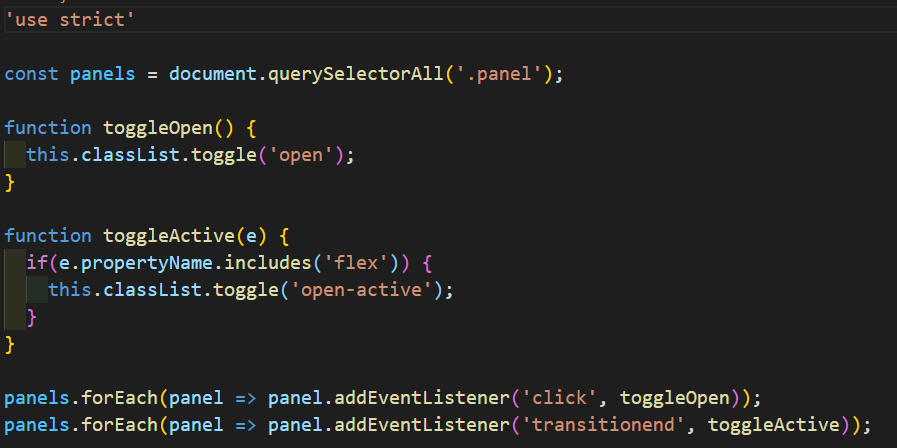 'use strict'
const panels = document.querySelectorAll('.panel');
function toggleOpen() {
this.classList.toggle('open');
}
function toggleActive(e) {
if(e.propertyName.includes('flex')) {
this.classList.toggle('open-active');
}
}
panels.forEach(panel => panel.addEventListener('click', toggleOpen));
panels.forEach(panel => panel.addEventListener('transitionend', toggleActive));